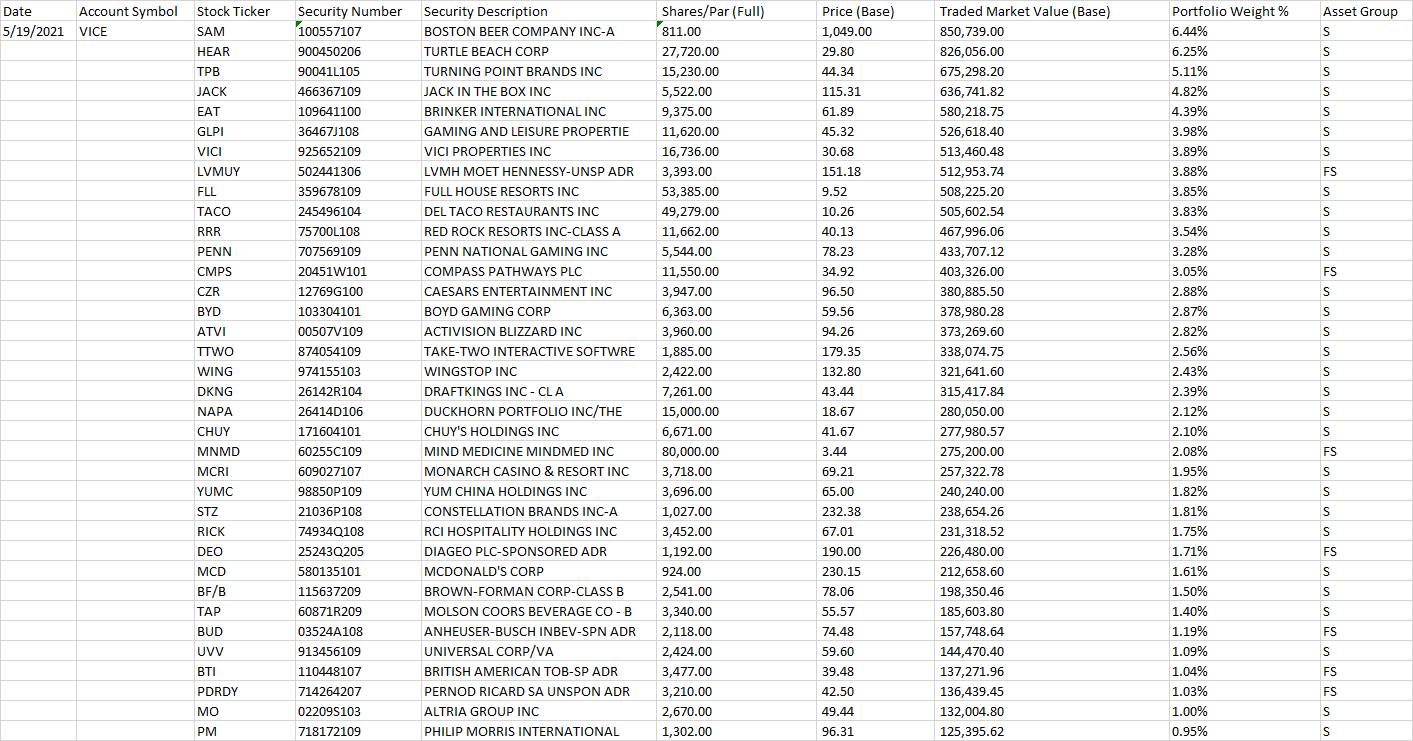 Date Account Symbol Stock Ticker Security Number Security Description Shares/Par (Full) Price (Base) Traded Market Value (Base) Portfolio Weight % Asset Group
5/19/2021 VICE SAM 100557107 BOSTON BEER COMPANY INC-A 811.00 1,049.00 850,739.00 6.44% S
HEAR 900450206 TURTLE BEACH CORP 27,720.00 29.80 826,056.00 6.25% S
TPB 90041L105 TURNING POINT BRANDS INC 15,230.00 44.34 675,298.20 5.11% S
JACK 466367109 JACK IN THE BOX INC 5,522.00 115.31 636,741.82 4.82% S
EAT 109641100 BRINKER INTERNATIONAL INC 9,375.00 61.89 580,218.75 4.39% S
GLPI 36467J108 GAMING AND LEISURE PROPERTIE 11,620.00 45.32 526,618.40 3.98% S
VICI 925652109 VICI PROPERTIES INC 16,736.00 30.68 513,460.48 3.89% S
LVMUY 502441306 LVMH MOET HENNESSY-UNSP ADR 3,393.00 151.18 512,953.74 3.88% FS
FLL 359678109 FULL HOUSE RESORTS INC 53,385.00 9.52 508,225.20 3.85% S
TACO 245496104 DEL TACO RESTAURANTS INC 49,279.00 10.26 505,602.54 3.83% S
RRR 75700L108 RED ROCK RESORTS INC-CLASS A 11,662.00 40.13 467,996.06 3.54% S
PENN 707569109 PENN NATIONAL GAMING INC 5,544.00 78.23 433,707.12 3.28% S
CMPS 20451W101 COMPASS PATHWAYS PLC 11,550.00 34.92 403,326.00 3.05% FS
CZR 12769G100 CAESARS ENTERTAINMENT INC 3,947.00 96.50 380,885.50 2.88% S
BYD 103304101 BOYD GAMING CORP 6,363.00 59.56 378,980.28 2.87% S
ATVI 00507V109 ACTIVISION BLIZZARD INC 3,960.00 94.26 373,269.60 2.82% S
TTWO 874054109 TAKE-TWO INTERACTIVE SOFTWRE 1,885.00 179.35 338,074.75 2.56% S
WING 974155103 WINGSTOP INC 2,422.00 132.80 321,641.60 2.43% S
DKNG 26142R104 DRAFTKINGS INC - CL A 7,261.00 43.44 315,417.84 2.39% S
NAPA 26414D106 DUCKHORN PORTFOLIO INC/THE 15,000.00 18.67 280,050.00 2.12% S
CHUY 171604101 CHUY'S HOLDINGS INC 6,671.00 41.67 277,980.57 2.10% S
MNMD 60255C109 MIND MEDICINE MINDMED INC 80,000.00 3.44 275,200.00 2.08% FS
MCRI 609027107 MONARCH CASINO & RESORT INC 3,718.00 69.21 257,322.78 1.95% S
YUMC 98850P109 YUM CHINA HOLDINGS INC 3,696.00 65.00 240,240.00 1.82% S
STZ 21036P108 CONSTELLATION BRANDS INC-A 1,027.00 232.38 238,654.26 1.81% S
RICK 74934Q108 RCI HOSPITALITY HOLDINGS INC 3,452.00 67.01 231,318.52 1.75% S
DEO 25243Q205 DIAGEO PLC-SPONSORED ADR 1,192.00 190.00 226,480.00 1.71% FS
MCD 580135101 MCDONALD'S CORP 924.00 230.15 212,658.60 1.61% S
BF/B 115637209 BROWN-FORMAN CORP-CLASS B 2,541.00 78.06 198,350.46 1.50% S
TAP 60871R209 MOLSON COORS BEVERAGE CO - B 3,340.00 55.57 185,603.80 1.40% S
BUD 03524A108 ANHEUSER-BUSCH INBEV-SPN ADR 2,118.00 74.48 157,748.64 1.19% FS
UVV 913456109 UNIVERSAL CORP/VA 2,424.00 59.60 144,470.40 1.09% S
BTI 110448107 BRITISH AMERICAN TOB-SP ADR 3,477.00 39.48 137,271.96 1.04% FS
PDRDY 714264207 PERNOD RICARD SA UNSPON ADR 3,210.00 42.50 136,439.45 1.03% FS
MO 02209S103 ALTRIA GROUP INC 2,670.00 49.44 132,004.80 1.00% S
PM 718172109 PHILIP MORRIS INTERNATIONAL 1,302.00 96.31 125,395.62 0.95% S